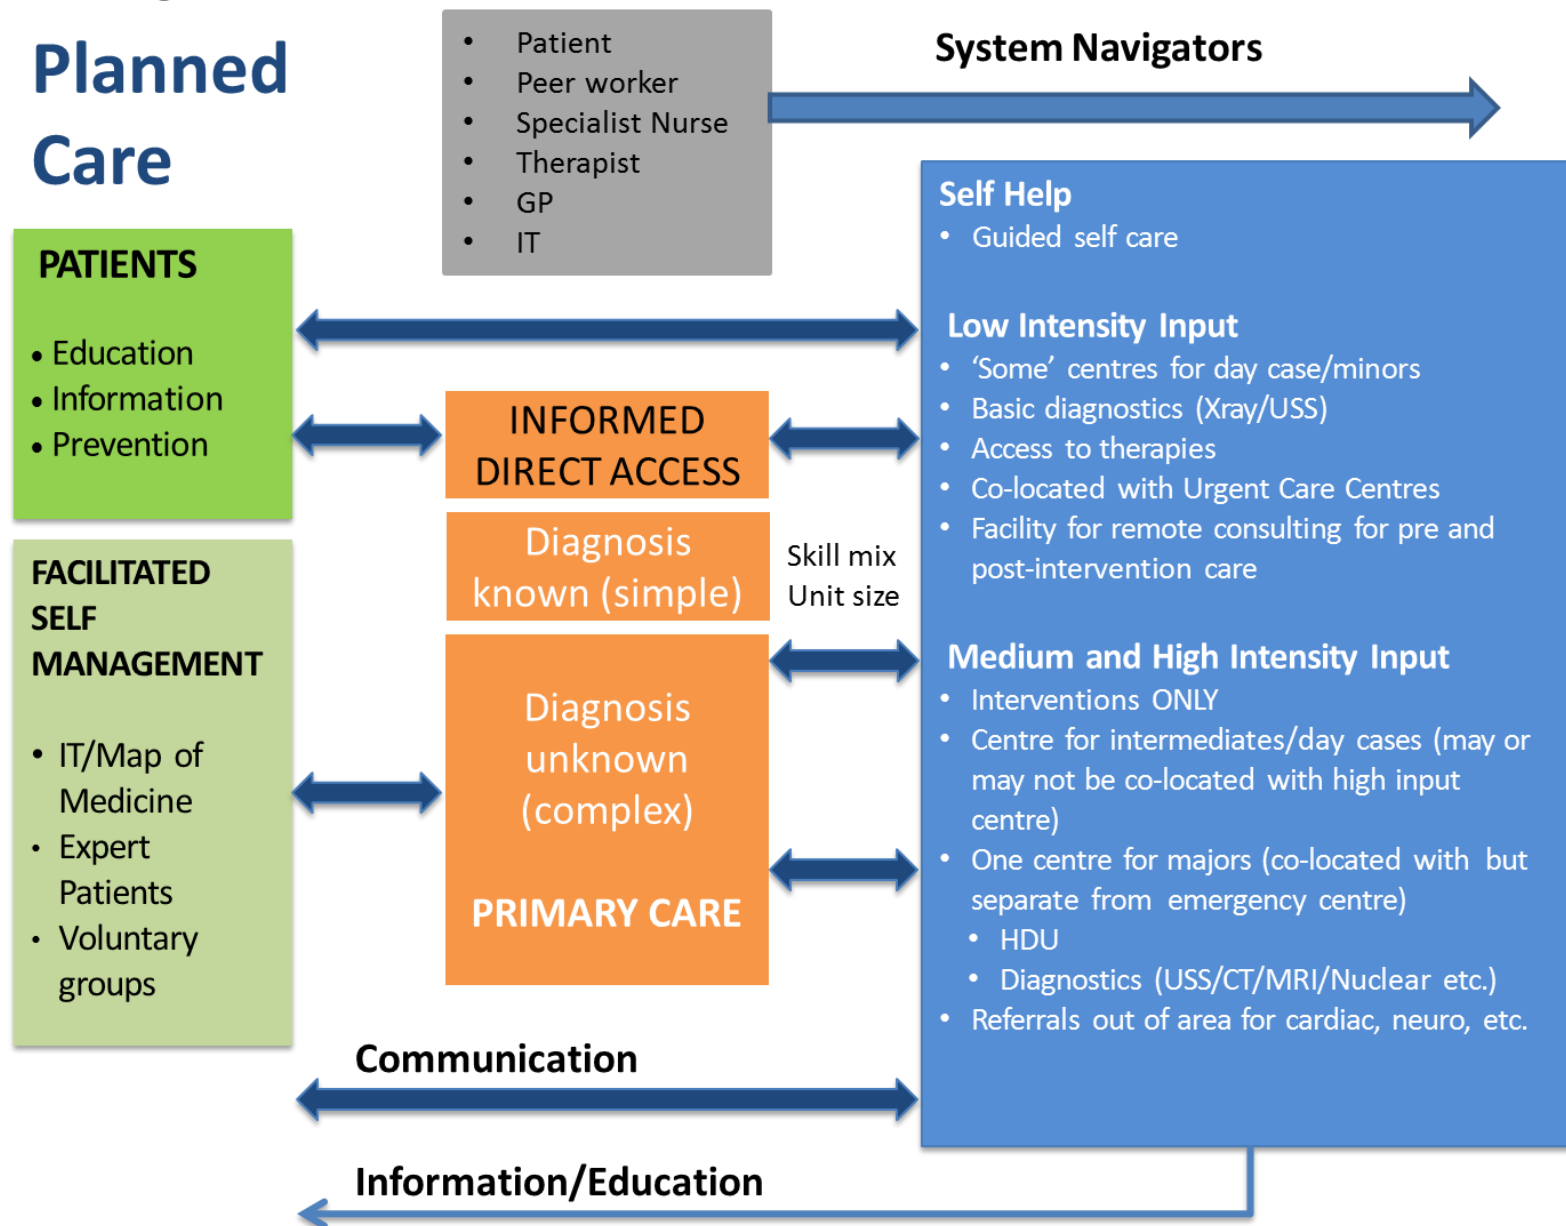 Planned
Care
• Patient
• Peer worker
• Specialist Nurse
• Therapist
• GP
• IT
System Navigators
PATIENTS
• Education
• Information
• Prevention
FACILITATED
SELF
MANAGEMENT
• IT/Map of
Medicine
• Expert
Patients
• Voluntary
groups
INFORMED
DIRECT ACCESS
Diagnosis
known (simple)
Diagnosis
unknown
(complex)
PRIMARY CARE
Skill mix
Unit size
Self Help
• Guided self care
Low Intensity Input
• ‘Some’ centres for day case/minors
• Basic diagnostics (Xray/USS)
• Access to therapies
• Co-located with Urgent Care Centres
• Facility for remote consulting for pre and
post-intervention care
Medium and High Intensity Input
• Interventions ONLY
• Centre for intermediates/day cases (may or
may not be co-located with high input
centre)
• One centre for majors (co-located with but
separate from emergency centre)
• HDU
• Diagnostics (USS/CT/MRI/Nuclear etc.)
• Referrals out of area for cardiac, neuro, etc.
Communication
Information/Education